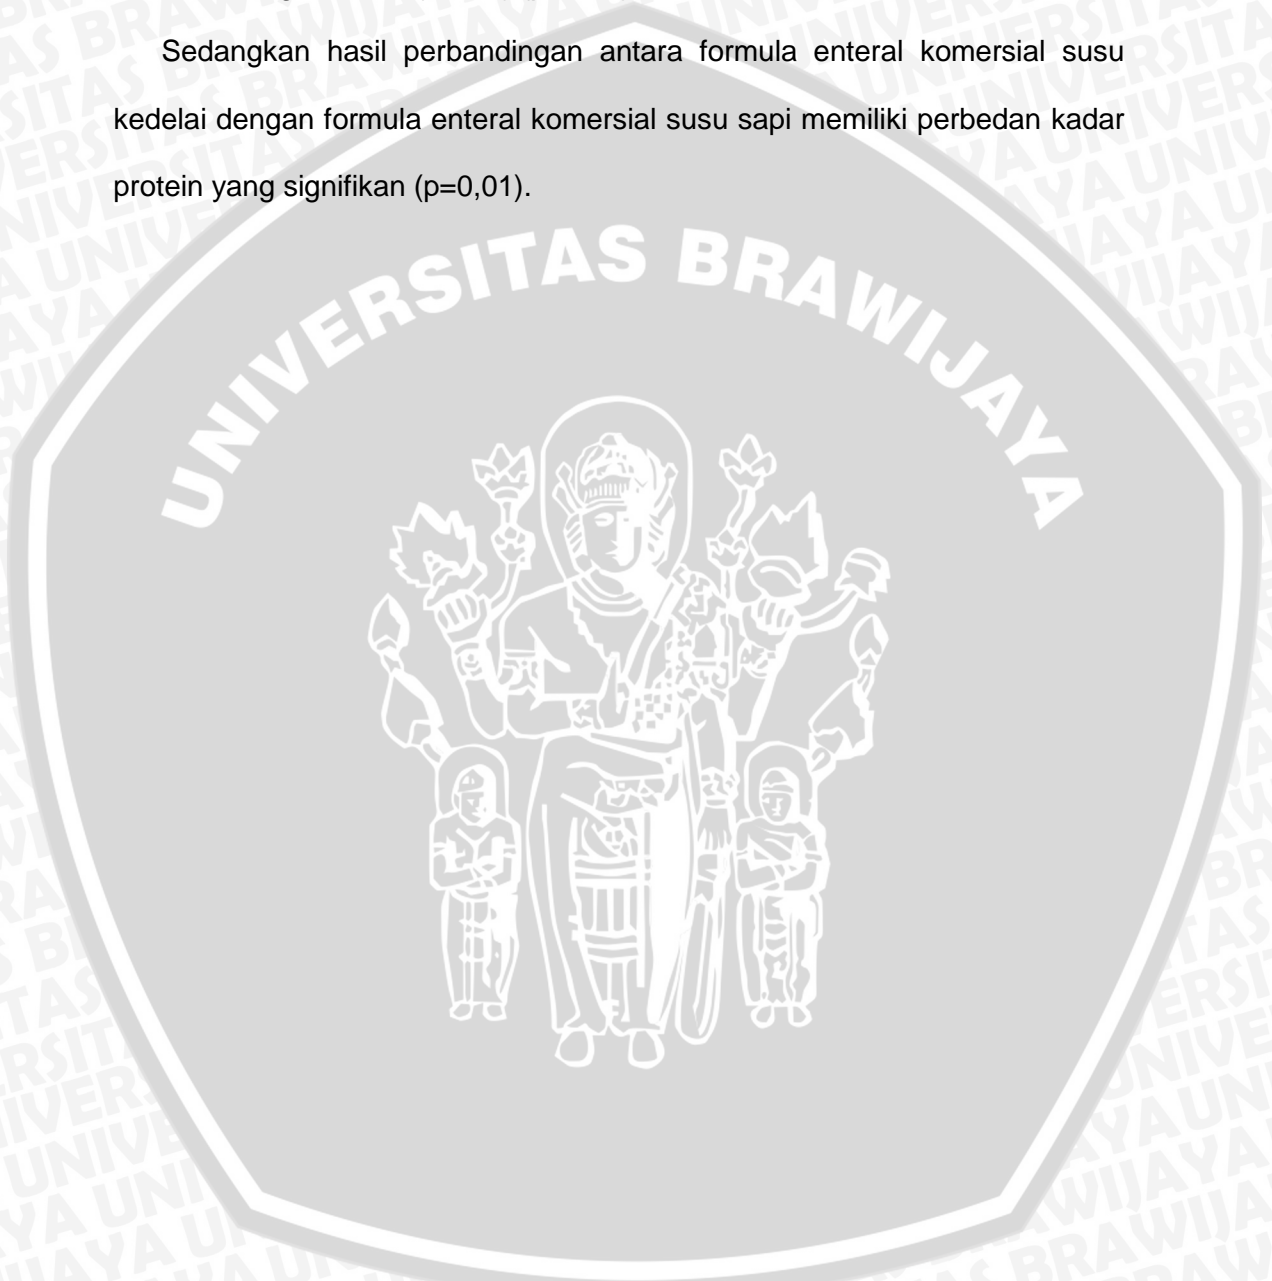 Sedangkan hasil perbandingan antara formula enteral komersial susu
kedelai dengan formula enteral komersial susu sapi memiliki perbedan kadar
protein yang signifikan (p=0,01).
UNIVERSITAS BRAWIJAYA